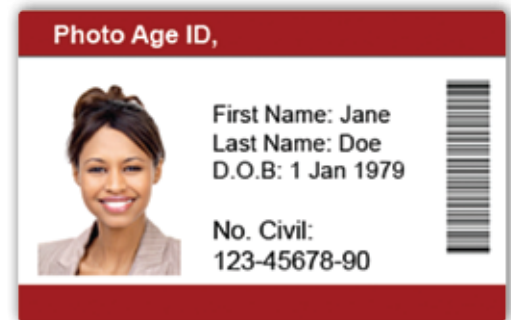 Photo Age ID,
First Name: Jane
Last Name: Doe
D.O.B: 1 Jan 1979
No. Civil:
123-45678-90